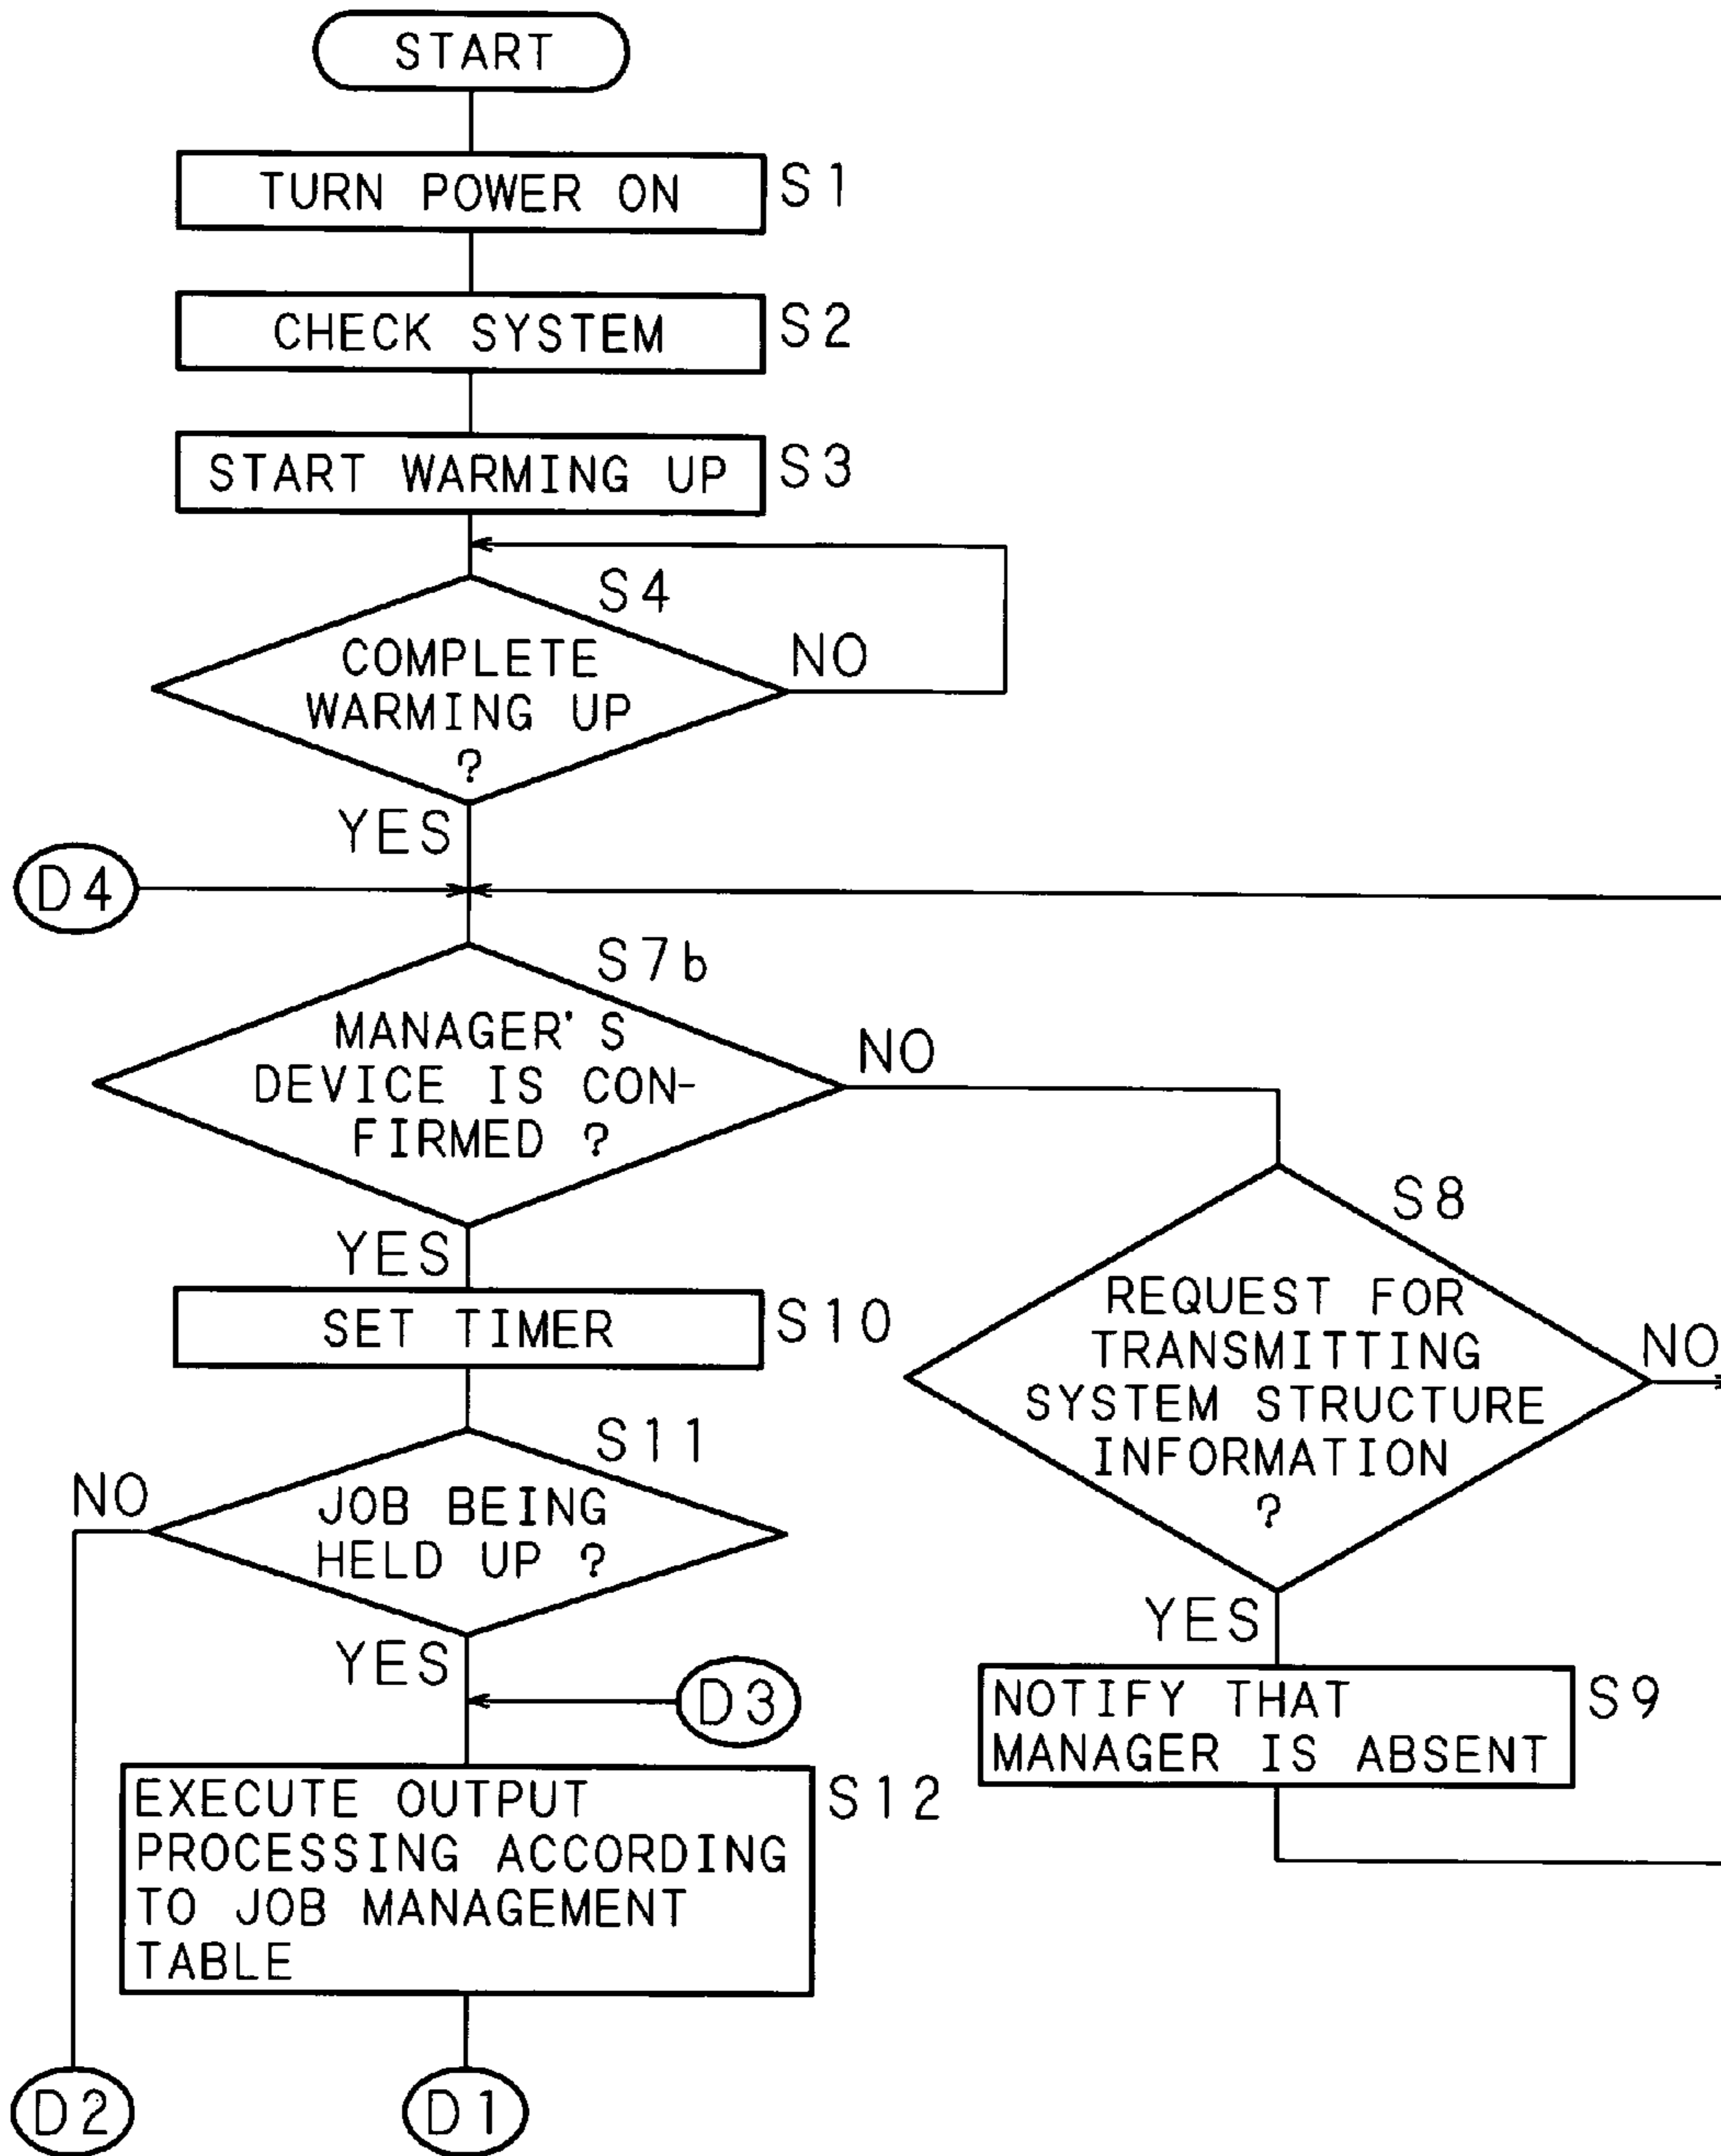 START
TURN POWER ON
S1
CHECK SYSTEM
S2
START WARMING UP
S3
S4
COMPLETE
WARMING UP
?
NO
YES
D4
S7b
MANAGER'S
DEVICE IS CON-
FIRMED ?
NO
YES
S8
REQUEST FOR
TRANSMITTING
SYSTEM STRUCTURE
INFORMATION
?
NO
YES
NOTIFY THAT
MANAGER IS ABSENT
S9
SET TIMER
S10
S11
JOB BEING
HELD UP ?
NO
YES
D3
EXECUTE OUTPUT
PROCESSING ACCORDING
TO JOB MANAGEMENT
TABLE
S12
D2
D1